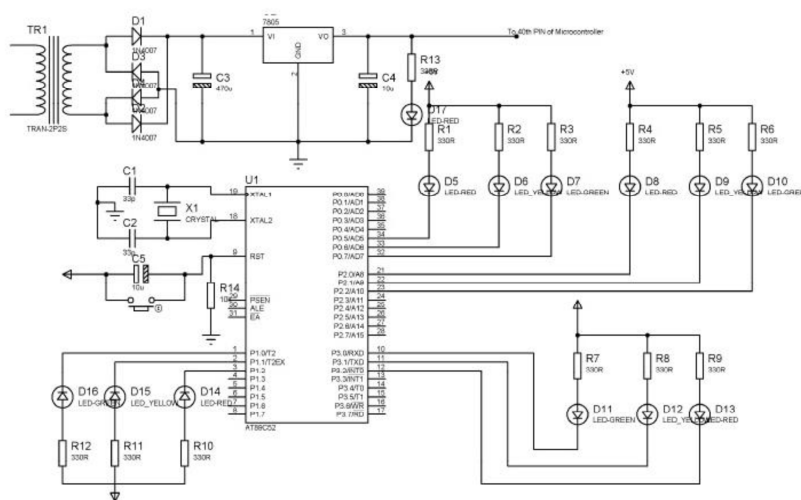 TR1
TRAN-2P2S
D1
1N4007
D3
1N4007
1N4007
1N4007
C3
470u
7805
1
VI
VO
3
GND
2
C4
10u
To 40th PIN of Microcontroller
R13
330R
D17
LED-RED
+5V
R1
330R
R2
330R
R3
330R
R4
330R
R5
330R
R6
330R
D5
LED-RED
D6
LED_YELLOW
D7
LED-GREEN
D8
LED-RED
D9
LED_YELLOW
D10
LED-GRE
C1
33p
C2
33p
X1
CRYSTAL
C5
10u
R14
U1
19
XTAL1
18
XTAL2
9
RST
29
PSEN
30
ALE
31
EA
1
P1.0/T2
2
P1.1/T2EX
3
P1.2
4
P1.3
5
P1.4
6
P1.5
7
P1.6
8
P1.7
AT89C52
P0.0/AD0
39
P0.1/AD1
38
P0.2/AD2
37
P0.3/AD3
36
P0.4/AD4
35
P0.5/AD5
34
P0.6/AD6
33
P0.7/AD7
32
P2.0/A8
21
P2.1/A9
22
P2.2/A10
23
P2.3/A11
24
P2.4/A12
25
P2.5/A13
26
P2.6/A14
27
P2.7/A15
28
P3.0/RXD
10
P3.1/TXD
11
P3.2/INT0
12
P3.3/INT1
13
P3.4/T0
14
P3.5/T1
15
P3.6/WR
16
P3.7/RD
17
D16
LED-GREEN
D15
LED_YELLOW
D14
LED-RED
R12
330R
R11
330R
R10
330R
R7
330R
R8
330R
R9
330R
D11
LED-GREEN
D12
LED_YELLOW
D13
LED-RED